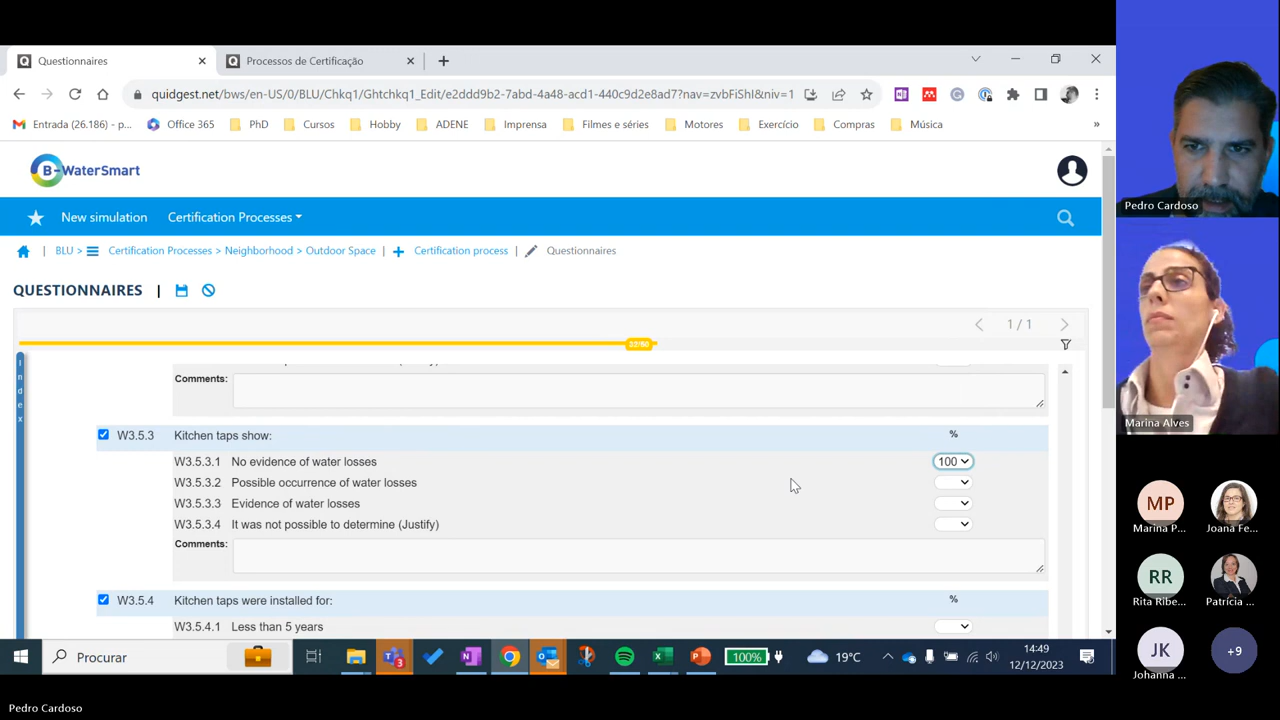 Questionnaires
Processos de Certificação
quidgest.net/bws/en-US/0/BLU/Chkq1/Ghtchkq1_Edit/e2ddd9b2-7abd-4a48-acd1-440c9d2e8ad7?nav=zvbFiShI&niv=1
Entrada (26.186) - p...
Office 365
PhD
Cursos
Hobby
ADENE
Imprensa
Filmes e séries
Motores
Exercício
Compras
Música
»
B-WaterSmart
New simulation
Certification Processes
BLU >
Certification Processes > Neighborhood > Outdoor Space
Certification process
Questionnaires
QUESTIONNAIRES |
1 / 1
32/60
Index
Comments:
W3.5.3 Kitchen taps show: %
W3.5.3.1 No evidence of water losses 100
W3.5.3.2 Possible occurrence of water losses
W3.5.3.3 Evidence of water losses
W3.5.3.4 It was not possible to determine (Justify)
Comments:
W3.5.4 Kitchen taps were installed for: %
W3.5.4.1 Less than 5 years
Procurar
3
100%
19°C
14:49
12/12/2023
Pedro Cardoso
Marina Alves
MP
Marina P...
Joana Fe...
RR
Rita Ribe...
Patrícia ...
JK
Johanna ...
+9
Pedro Cardoso